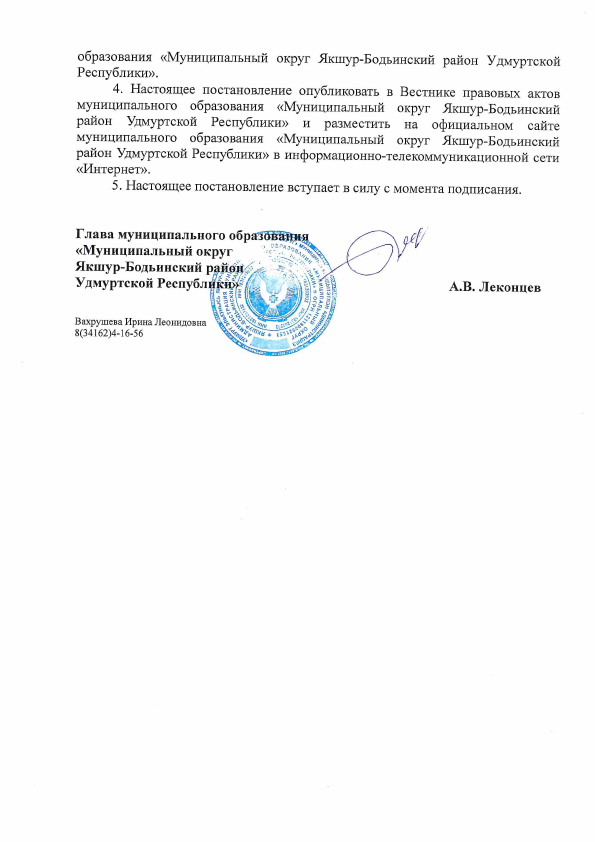 образования «Муниципальный округ Якшур-Бодьинский район Удмуртской
Республики».
4. Настоящее постановление опубликовать в Вестнике правовых актов
муниципального образования «Муниципальный округ Якшур-Бодьинский
район Удмуртской Республики» и разместить на официальном сайте
муниципального образования «Муниципальный округ Якшур-Бодьинский
район Удмуртской Республики» в информационно-телекоммуникационной сети
«Интернет».
5. Настоящее постановление вступает в силу с момента подписания.
Глава муниципального образования
«Муниципальный округ
Якшур-Бодьинский район
Удмуртской Республики»
А.В. Леконцев
Вахрушева Ирина Леонидовна
8(34162)4-16-56